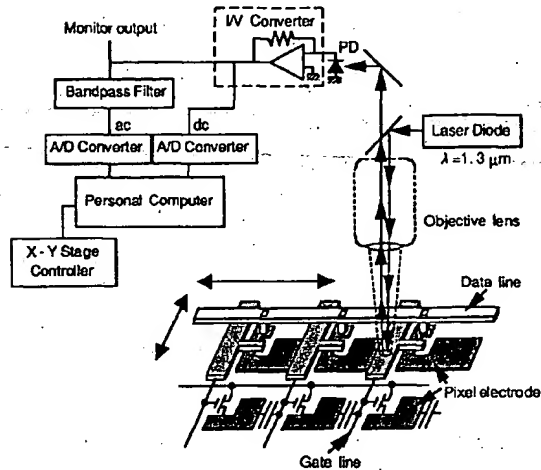 I/V Converter
Monitor output
PD
Bandpass Filter
ac
dc
A/D Converter
A/D Converter
Laser Diode
λ=1.3 μm
Personal Computer
Objective lens
X-Y Stage
Controller
Data line
Pixel electrode
Gate line